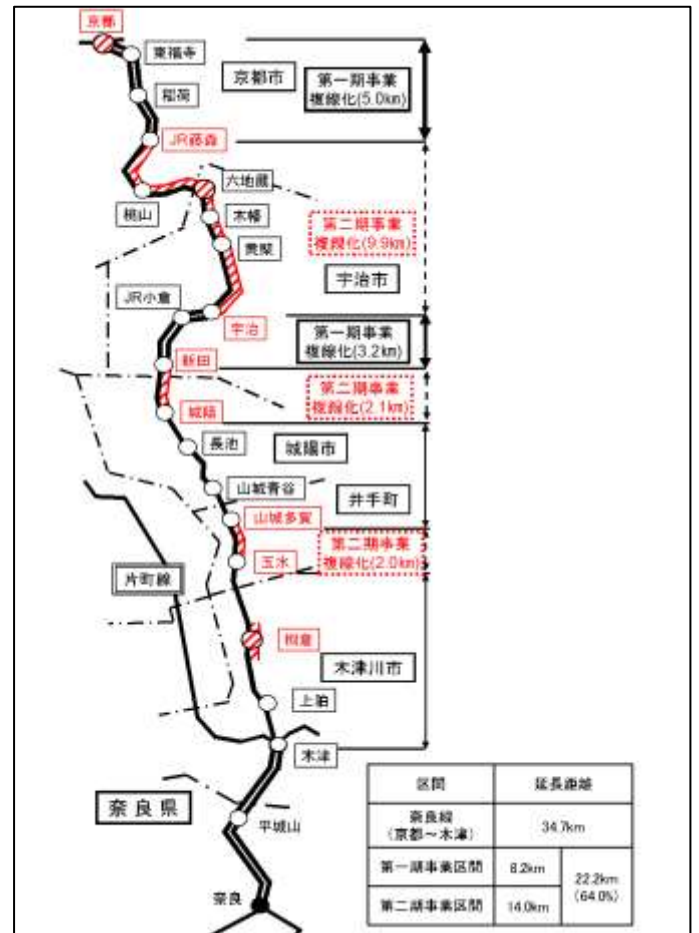 京都
東福寺
京都市
第一期事業
複線化(5.0km)
稲荷
JR藤森
六地蔵
桃山
木幡
黄檗
第二期事業
複線化(9.9km)
宇治市
JR小倉
宇治
第一期事業
複線化(3.2km)
新田
第二期事業
複線化(2.1km)
城陽
長池
城陽市
山城青谷
井手町
山城多賀
第二期事業
複線化(2.0km)
玉水
片町線
棚倉
木津川市
上狛
木津
奈良県
平城山
奈良
区間
延長距離
奈良線
(京都～木津)
34.7km
第一期事業区間
8.2km
22.2km
(64.0%)
第二期事業区間
14.0km